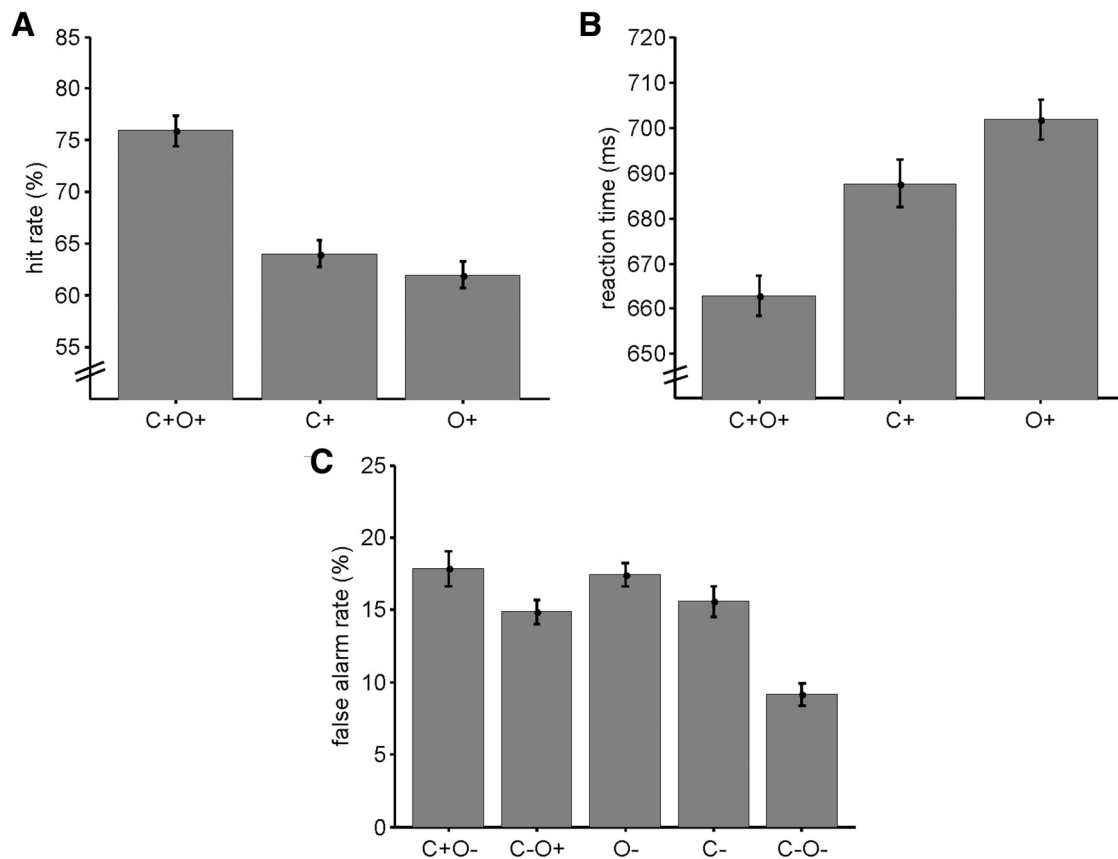 A
85
80
75
70
65
60
55
hit rate (%)
C+O+ C+ O+
B
720
710
700
690
680
670
660
650
reaction time (ms)
C+O+ C+ O+
C
25
20
15
10
5
0
false alarm rate (%)
C+O- C-O+ O- C- C-O-